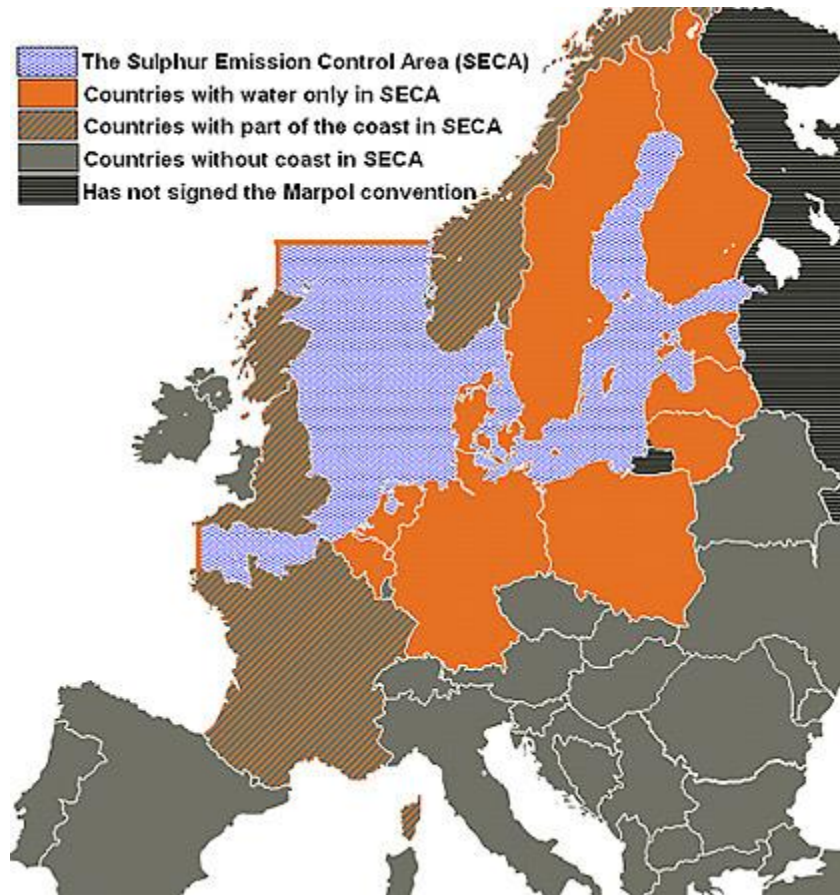 The Sulphur Emission Control Area (SECA)
Countries with water only in SECA
Countries with part of the coast in SECA
Countries without coast in SECA
Has not signed the Marpol convention